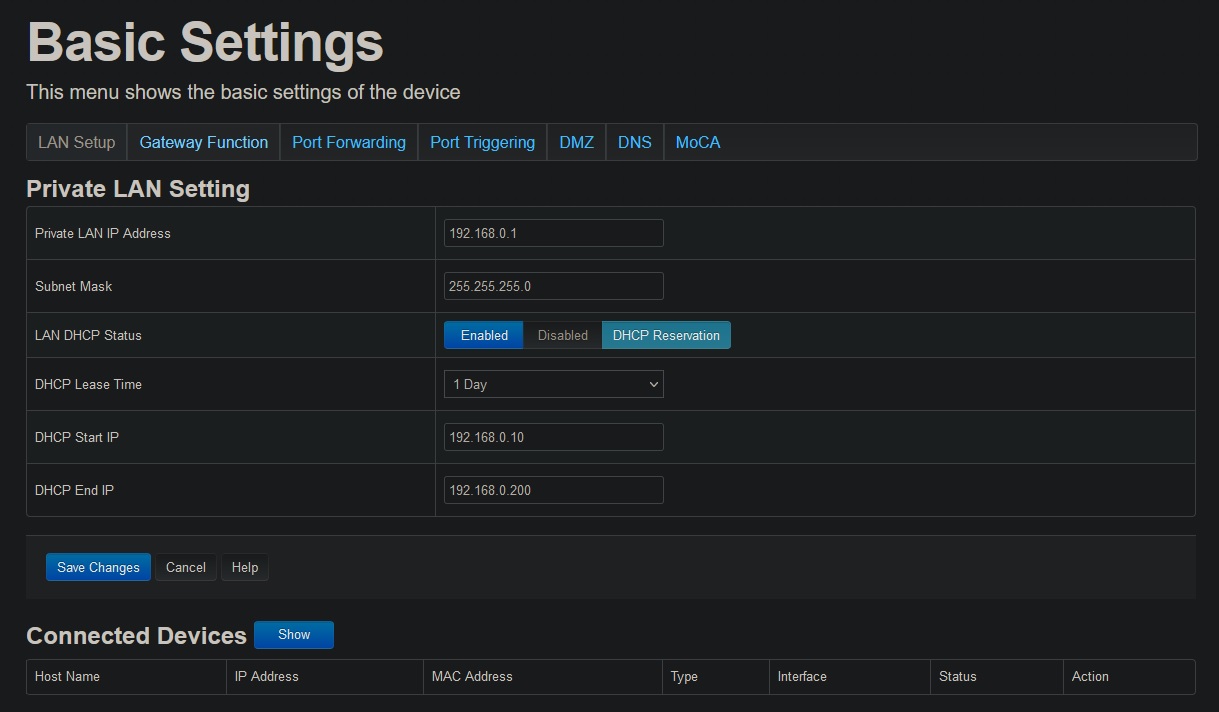 Basic Settings
This menu shows the basic settings of the device
LAN Setup Gateway Function Port Forwarding Port Triggering DMZ DNS MoCA
Private LAN Setting
Private LAN IP Address 192.168.0.1
Subnet Mask 255.255.255.0
LAN DHCP Status Enabled Disabled DHCP Reservation
DHCP Lease Time 1 Day
DHCP Start IP 192.168.0.10
DHCP End IP 192.168.0.200
Save Changes Cancel Help
Connected Devices Show
Host Name IP Address MAC Address Type Interface Status Action